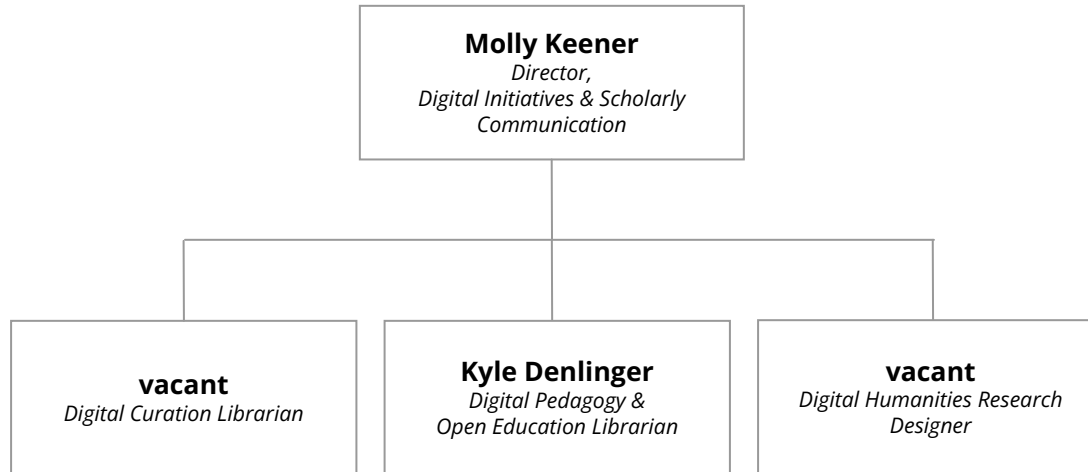 Molly Keener
Director,
Digital Initiatives & Scholarly
Communication
vacant
Digital Curation Librarian
Kyle Denlinger
Digital Pedagogy &
Open Education Librarian
vacant
Digital Humanities Research
Designer